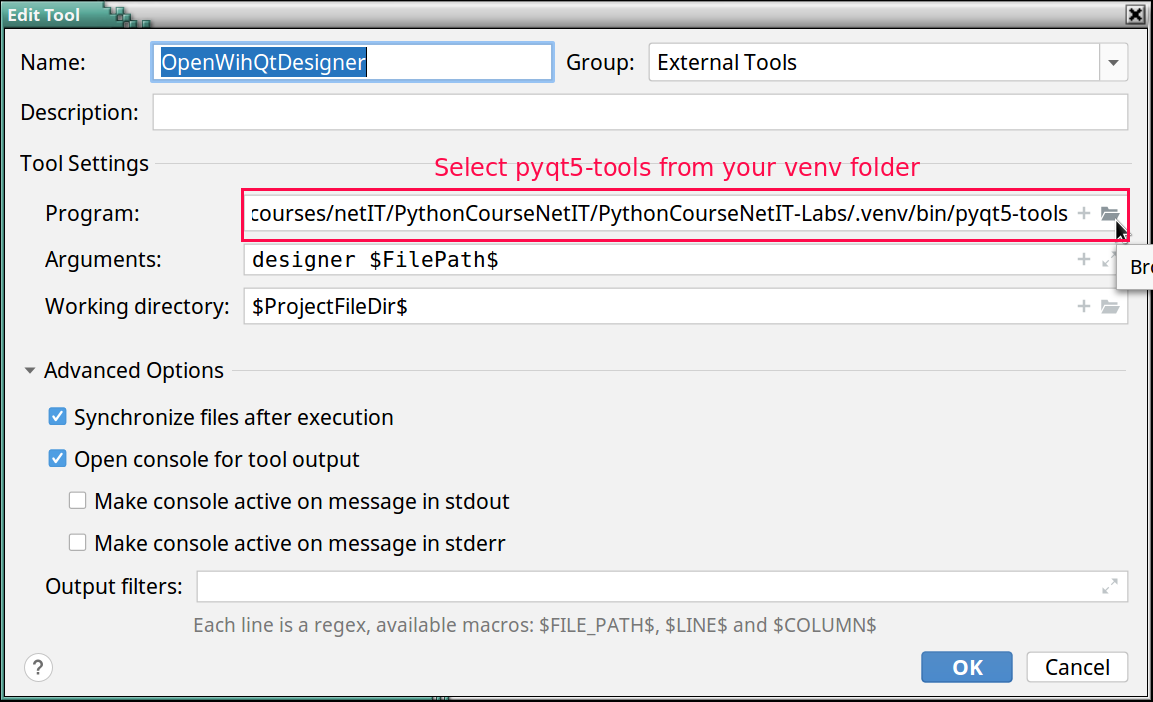 Edit Tool
Name: OpenWihQtDesigner Group: External Tools
Description:
Tool Settings
Select pyqt5-tools from your venv folder
Program: courses/netIT/PythonCourseNetIT/PythonCourseNetIT-Labs/.venv/bin/pyqt5-tools
Arguments: designer $FilePath$
Bro
Working directory: $ProjectFileDir$
Advanced Options
Synchronize files after execution
Open console for tool output
Make console active on message in stdout
Make console active on message in stderr
Output filters:
Each line is a regex, available macros: $FILE_PATH$, $LINE$ and $COLUMN$
? OK Cancel